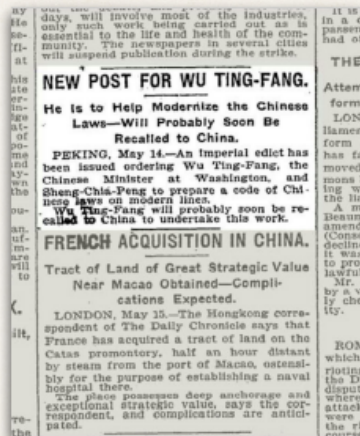 days, will involve most of the industries,
only such work being carried out as is
essential to the life and health of the com-
munity. The newspapers in several cities
will suspend publication during the strike.
NEW POST FOR WU TING-FANG.
He Is to Help Modernize the Chinese
Laws—Will Probably Soon Be
Recalled to China.
PEKING, May 14.—An imperial edict has
been issued ordering Wu Ting-Fang, the
Chinese Minister at Washington, and
Sheng-Chia-Peng to prepare a code of Chi-
nese laws on modern lines.
Wu Ting-Fang will probably soon be re-
called to China to undertake this work.
FRENCH ACQUISITION IN CHINA.
Tract of Land of Great Strategic Value
Near Macao Obtained—Compli-
cations Expected.
LONDON, May 15.—The Hongkong corre-
spondent of The Daily Chronicle says that
France has acquired a tract of land on the
Catas promontory, half an hour distant
by steam from the port of Macao, ostensi-
bly for the purpose of establishing a naval
hospital there.
The place possesses deep anchorage and
exceptional strategic value, says the cor-
respondent, and complications are antici-
pated.